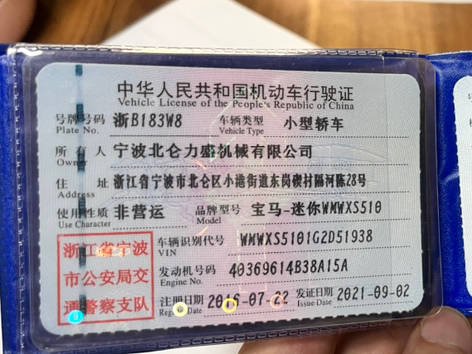 中华人民共和国机动车行驶证
Vehicle License of the People's Republic of China
号牌号码 浙B183W8 车辆类型 小型轿车
Plate No. Vehicle Type
所有人 宁波北仑力盛机械有限公司
Owner
住址 浙江省宁波市北仑区小港街道东岗碶村隔河陈28号
Address
使用性质 非营运 品牌型号 宝马-迷你WMWXS510
Use Character Model
浙江省宁波
市公安局交
通警察支队
车辆识别代号 WMWXS5101G2D51938
VIN
发动机号码 40369614B38A15A
Engine No.
注册日期 2016-07-22 发证日期 2021-09-02
Register Date Issue Date